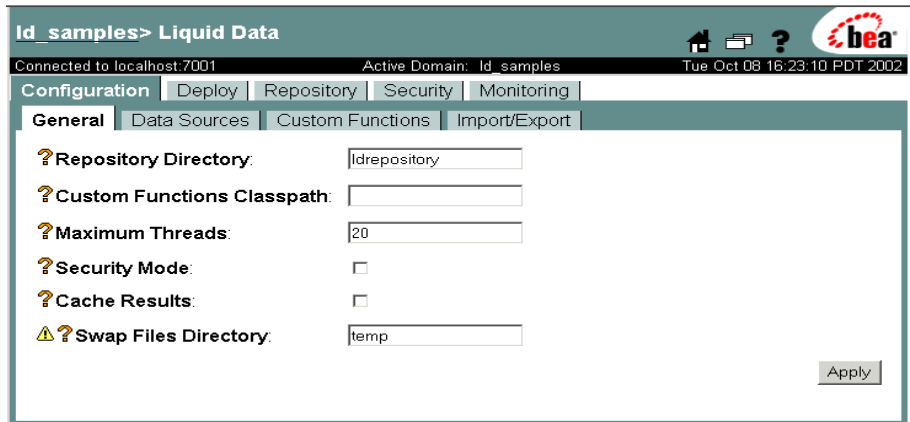 ld_samples> Liquid Data
bea
Connected to localhost:7001 Active Domain: ld_samples Tue Oct 08 16:23:10 PDT 2002
Configuration Deploy Repository Security Monitoring
General Data Sources Custom Functions Import/Export
?Repository Directory: ldrepository
?Custom Functions Classpath:
?Maximum Threads: 20
?Security Mode:
?Cache Results:
?Swap Files Directory: temp
Apply